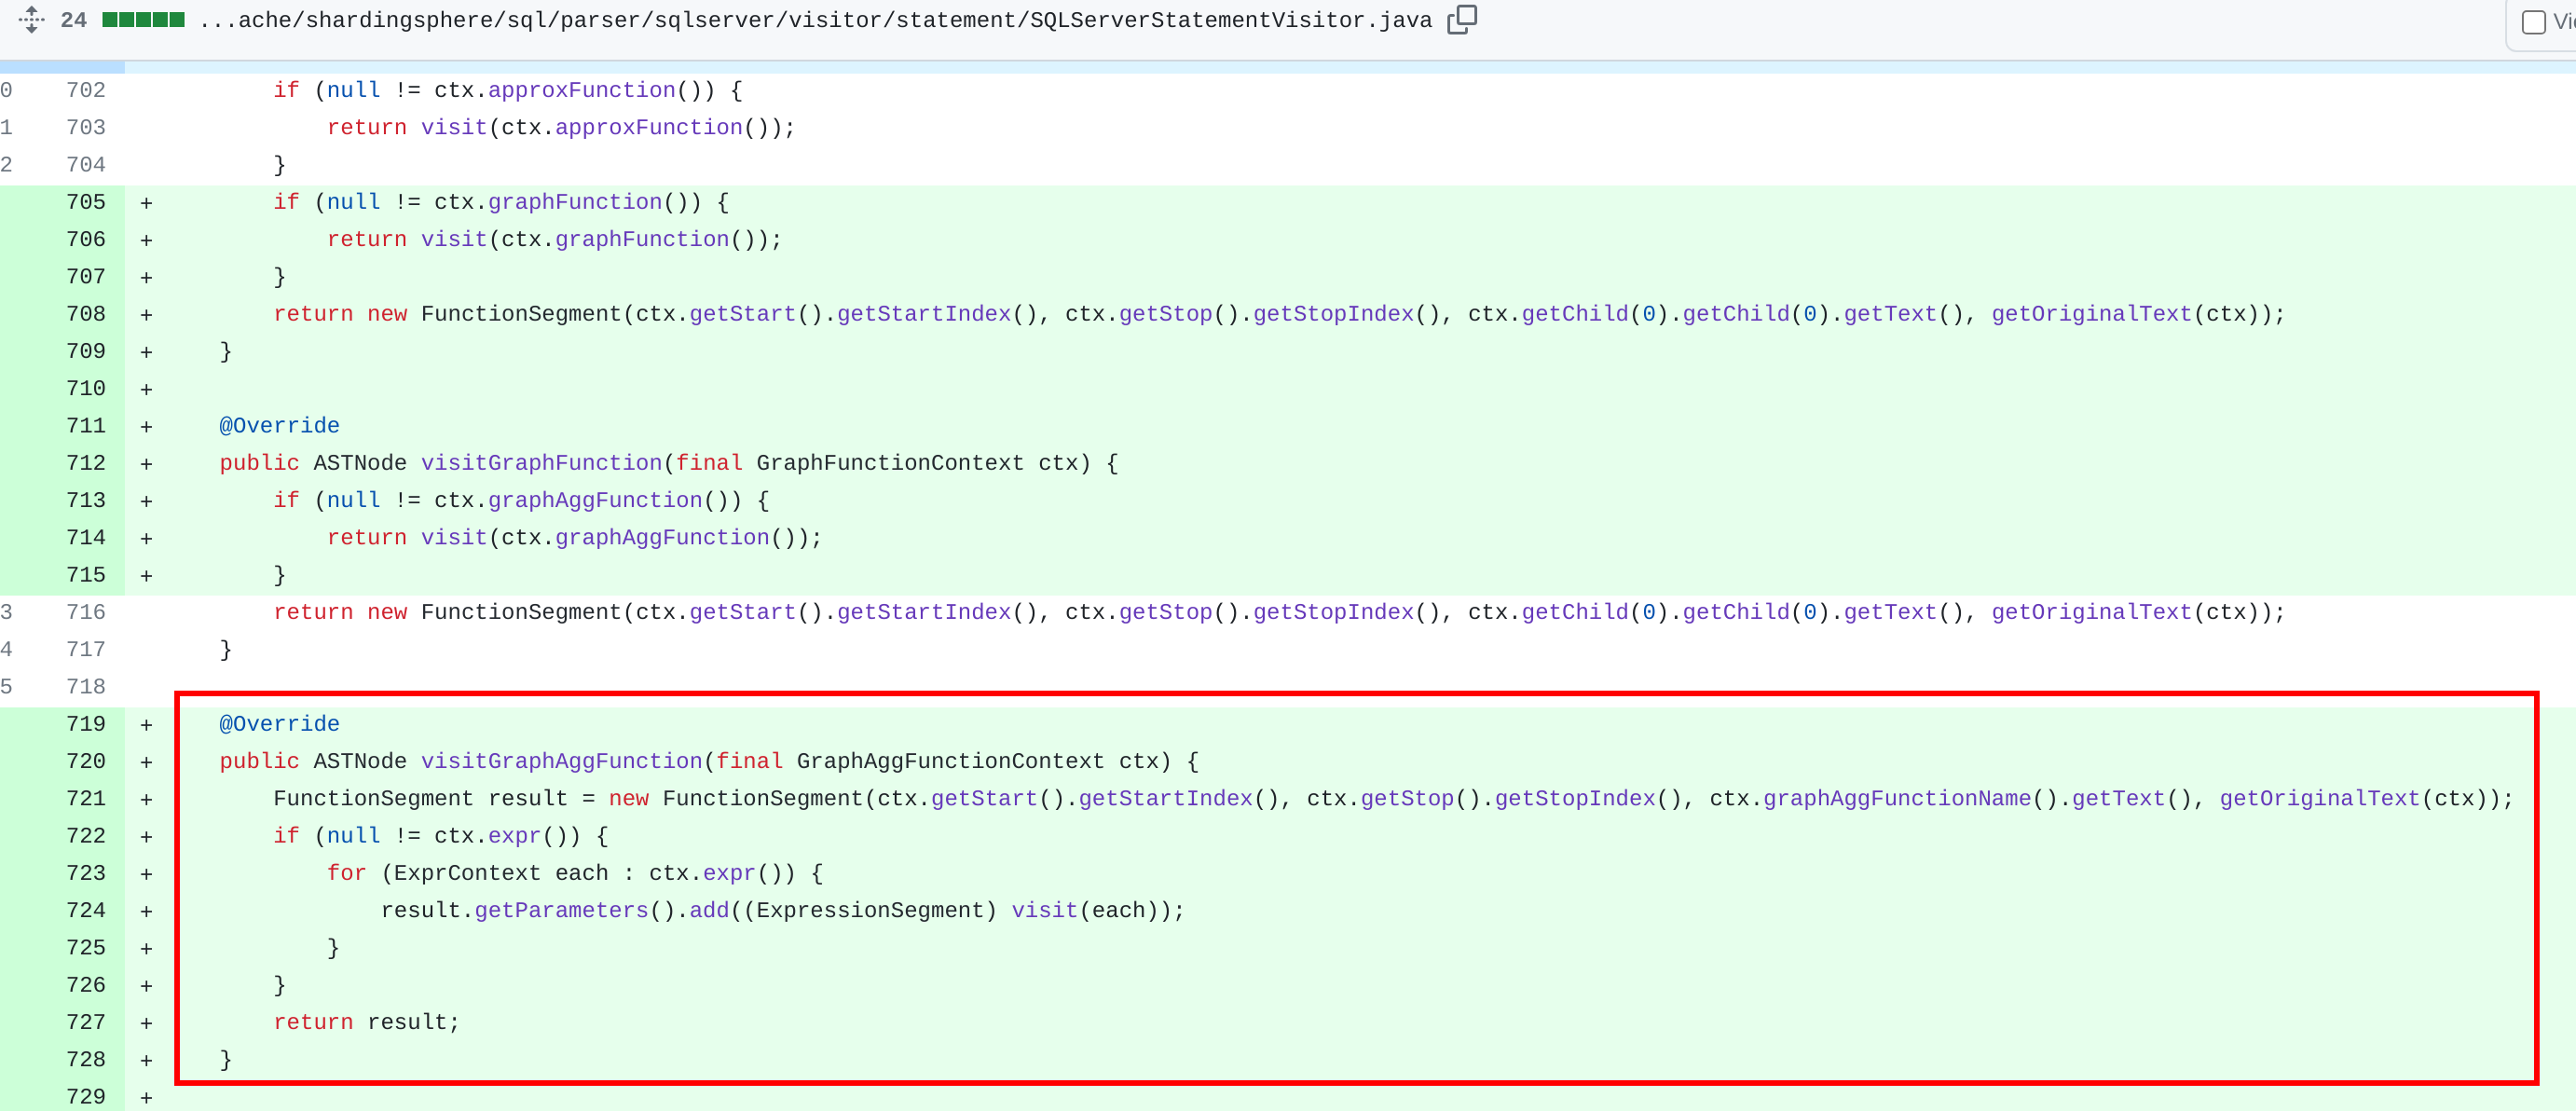 24 ...ache/shardingsphere/sql/parser/sqlserver/visitor/statement/SQLServerStatementVisitor.java
0 702 if (null != ctx.approxFunction()) {
1 703 return visit(ctx.approxFunction());
2 704 }
705 + if (null != ctx.graphFunction()) {
706 + return visit(ctx.graphFunction());
707 + }
708 + return new FunctionSegment(ctx.getStart().getStartIndex(), ctx.getStop().getStopIndex(), ctx.getChild(0).getChild(0).getText(), getOriginalText(ctx));
709 + }
710 +
711 + @Override
712 + public ASTNode visitGraphFunction(final GraphFunctionContext ctx) {
713 + if (null != ctx.graphAggFunction()) {
714 + return visit(ctx.graphAggFunction());
715 + }
3 716 return new FunctionSegment(ctx.getStart().getStartIndex(), ctx.getStop().getStopIndex(), ctx.getChild(0).getChild(0).getText(), getOriginalText(ctx));
4 717 }
5 718
719 + @Override
720 + public ASTNode visitGraphAggFunction(final GraphAggFunctionContext ctx) {
721 + FunctionSegment result = new FunctionSegment(ctx.getStart().getStartIndex(), ctx.getStop().getStopIndex(), ctx.graphAggFunctionName().getText(), getOriginalText(ctx));
722 + if (null != ctx.expr()) {
723 + for (ExprContext each : ctx.expr()) {
724 + result.getParameters().add((ExpressionSegment) visit(each));
725 + }
726 + }
727 + return result;
728 + }
729 +